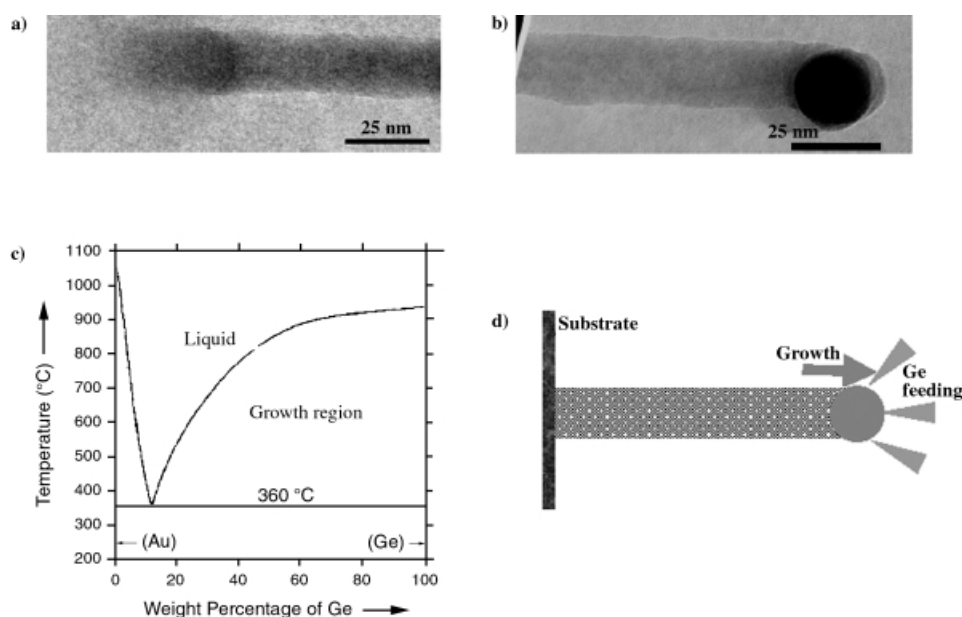 a)
25 nm
b)
25 nm
c)
1100
1000
900
800
700
600
500
400
300
200
Temperature (°C)
Liquid
Growth region
360 °C
(Au)
(Ge)
0
20
40
60
80
100
Weight Percentage of Ge
d)
Substrate
Growth
Ge
feeding